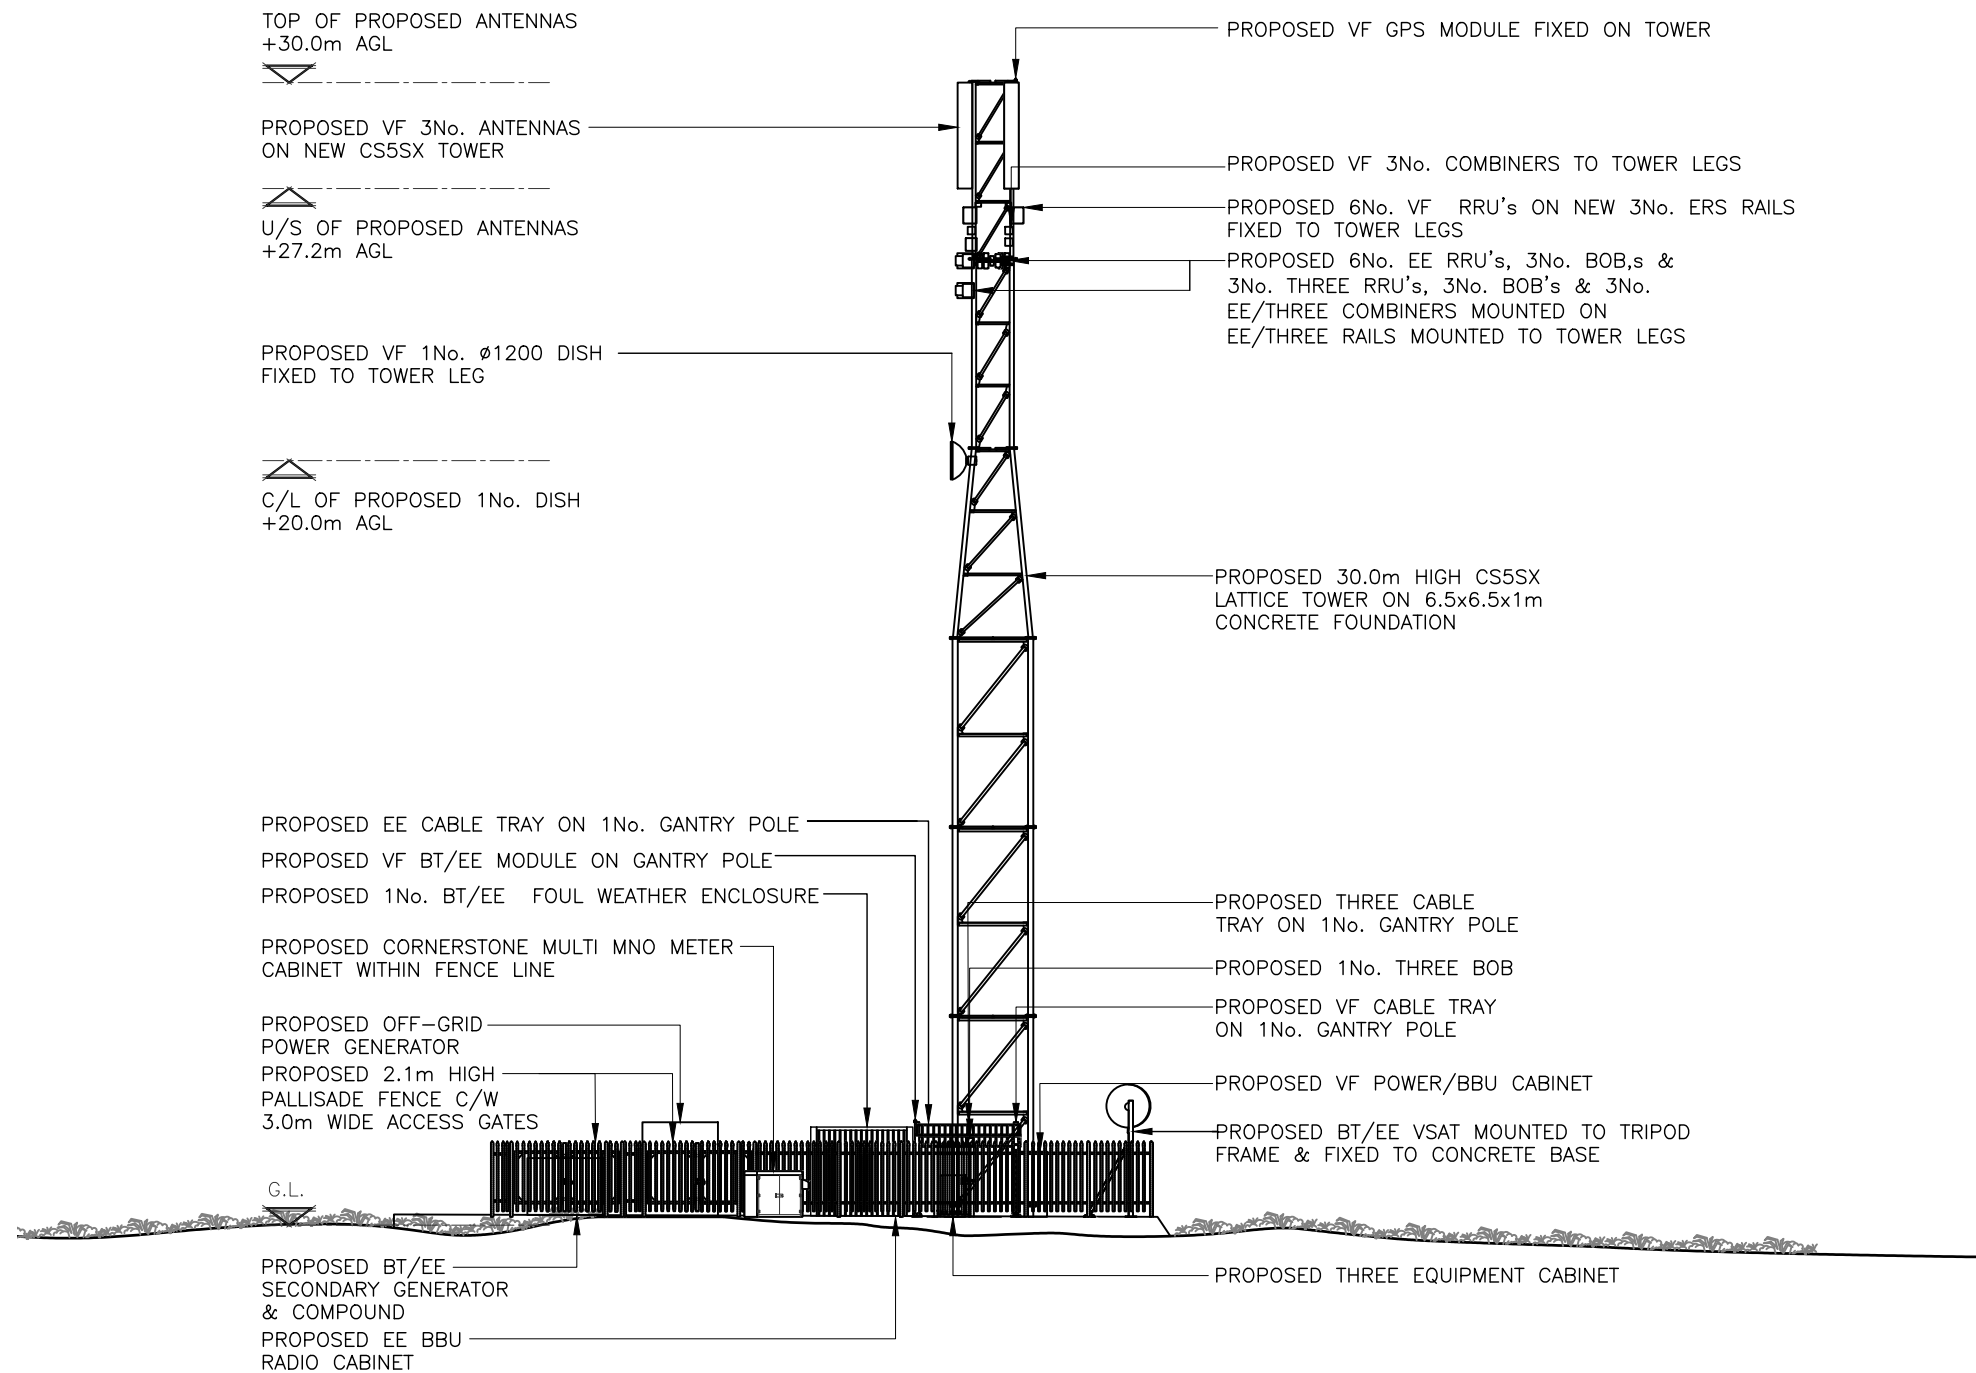 TOP OF PROPOSED ANTENNAS
+30.0m AGL
PROPOSED VF 3No. ANTENNAS
ON NEW CS5SX TOWER
U/S OF PROPOSED ANTENNAS
+27.2m AGL
PROPOSED VF 1No. ø1200 DISH
FIXED TO TOWER LEG
C/L OF PROPOSED 1No. DISH
+20.0m AGL
PROPOSED EE CABLE TRAY ON 1No. GANTRY POLE
PROPOSED VF BT/EE MODULE ON GANTRY POLE
PROPOSED 1No. BT/EE FOUL WEATHER ENCLOSURE
PROPOSED CORNERSTONE MULTI MNO METER
CABINET WITHIN FENCE LINE
PROPOSED OFF-GRID
POWER GENERATOR
PROPOSED 2.1m HIGH
PALLISADE FENCE C/W
3.0m WIDE ACCESS GATES
G.L.
PROPOSED BT/EE
SECONDARY GENERATOR
& COMPOUND
PROPOSED EE BBU
RADIO CABINET
PROPOSED VF GPS MODULE FIXED ON TOWER
PROPOSED VF 3No. COMBINERS TO TOWER LEGS
PROPOSED 6No. VF RRU's ON NEW 3No. ERS RAILS
FIXED TO TOWER LEGS
PROPOSED 6No. EE RRU's, 3No. BOB,s &
3No. THREE RRU's, 3No. BOB's & 3No.
EE/THREE COMBINERS MOUNTED ON
EE/THREE RAILS MOUNTED TO TOWER LEGS
PROPOSED 30.0m HIGH CS5SX
LATTICE TOWER ON 6.5x6.5x1m
CONCRETE FOUNDATION
PROPOSED THREE CABLE
TRAY ON 1No. GANTRY POLE
PROPOSED 1No. THREE BOB
PROPOSED VF CABLE TRAY
ON 1No. GANTRY POLE
PROPOSED VF POWER/BBU CABINET
PROPOSED BT/EE VSAT MOUNTED TO TRIPOD
FRAME & FIXED TO CONCRETE BASE
PROPOSED THREE EQUIPMENT CABINET